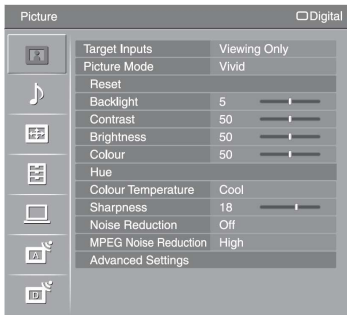 Picture Digital
Target Inputs Viewing Only
Picture Mode Vivid
Reset
Backlight 5
Contrast 50
Brightness 50
Colour 50
Hue
Colour Temperature Cool
Sharpness 18
Noise Reduction Off
MPEG Noise Reduction High
Advanced Settings
A
D